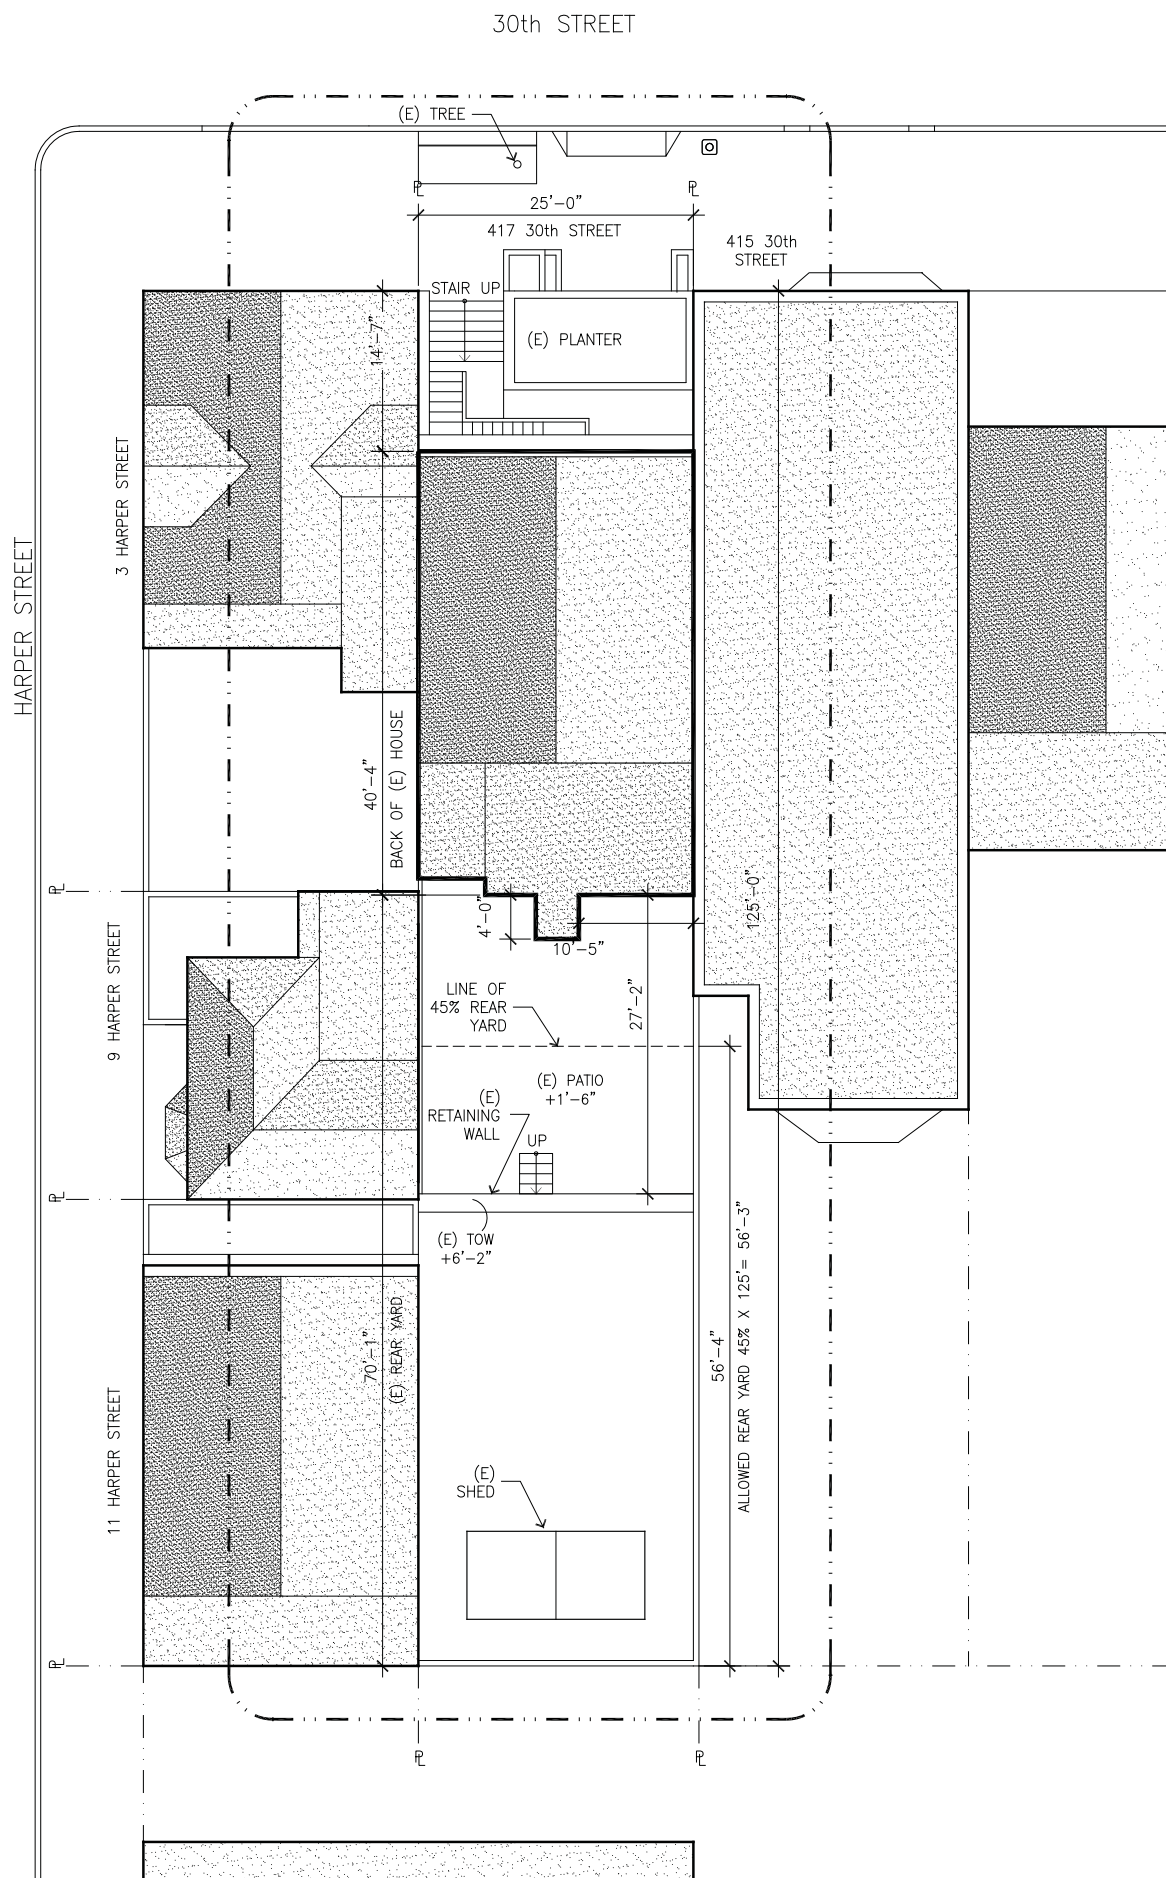 30th STREET
(E) TREE
PL
PL
25'-0"
417 30th STREET
415 30th
STREET
STAIR UP
14'-7"
(E) PLANTER
3 HARPER STREET
HARPER STREET
40'-4"
BACK OF (E) HOUSE
PL
4'-0"
10'-5"
125'-0"
9 HARPER STREET
LINE OF
45% REAR
YARD
27'-2"
(E) PATIO
+1'-6"
(E)
RETAINING
WALL
UP
PL
(E) TOW
+6'-2"
70'-1"
(E) REAR YARD
56'-4"
ALLOWED REAR YARD 45% X 125'= 56'-3"
11 HARPER STREET
(E)
SHED
PL
PL
PL